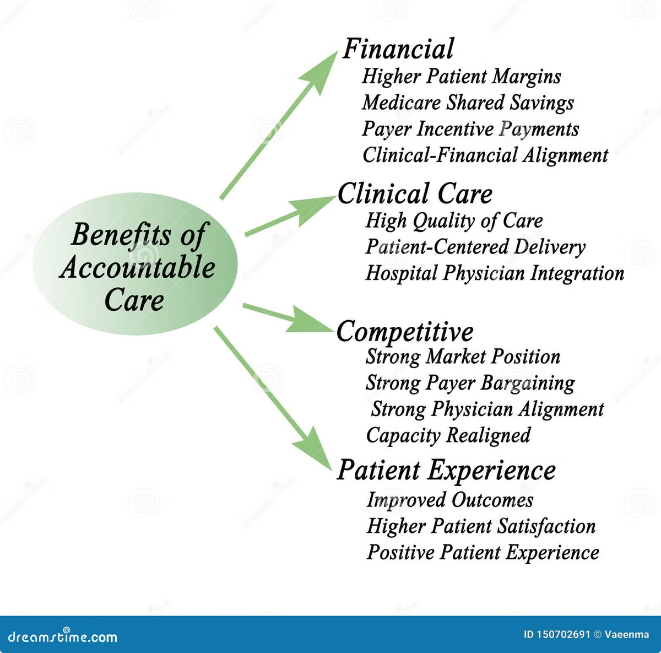 Financial
Higher Patient Margins
Medicare Shared Savings
Payer Incentive Payments
Clinical-Financial Alignment
Clinical Care
High Quality of Care
Patient-Centered Delivery
Hospital Physician Integration
Benefits of
Accountable
Care
Competitive
Strong Market Position
Strong Payer Bargaining
Strong Physician Alignment
Capacity Realigned
Patient Experience
Improved Outcomes
Higher Patient Satisfaction
Positive Patient Experience
dreamstime.com
ID 150702691 © Vaeenma